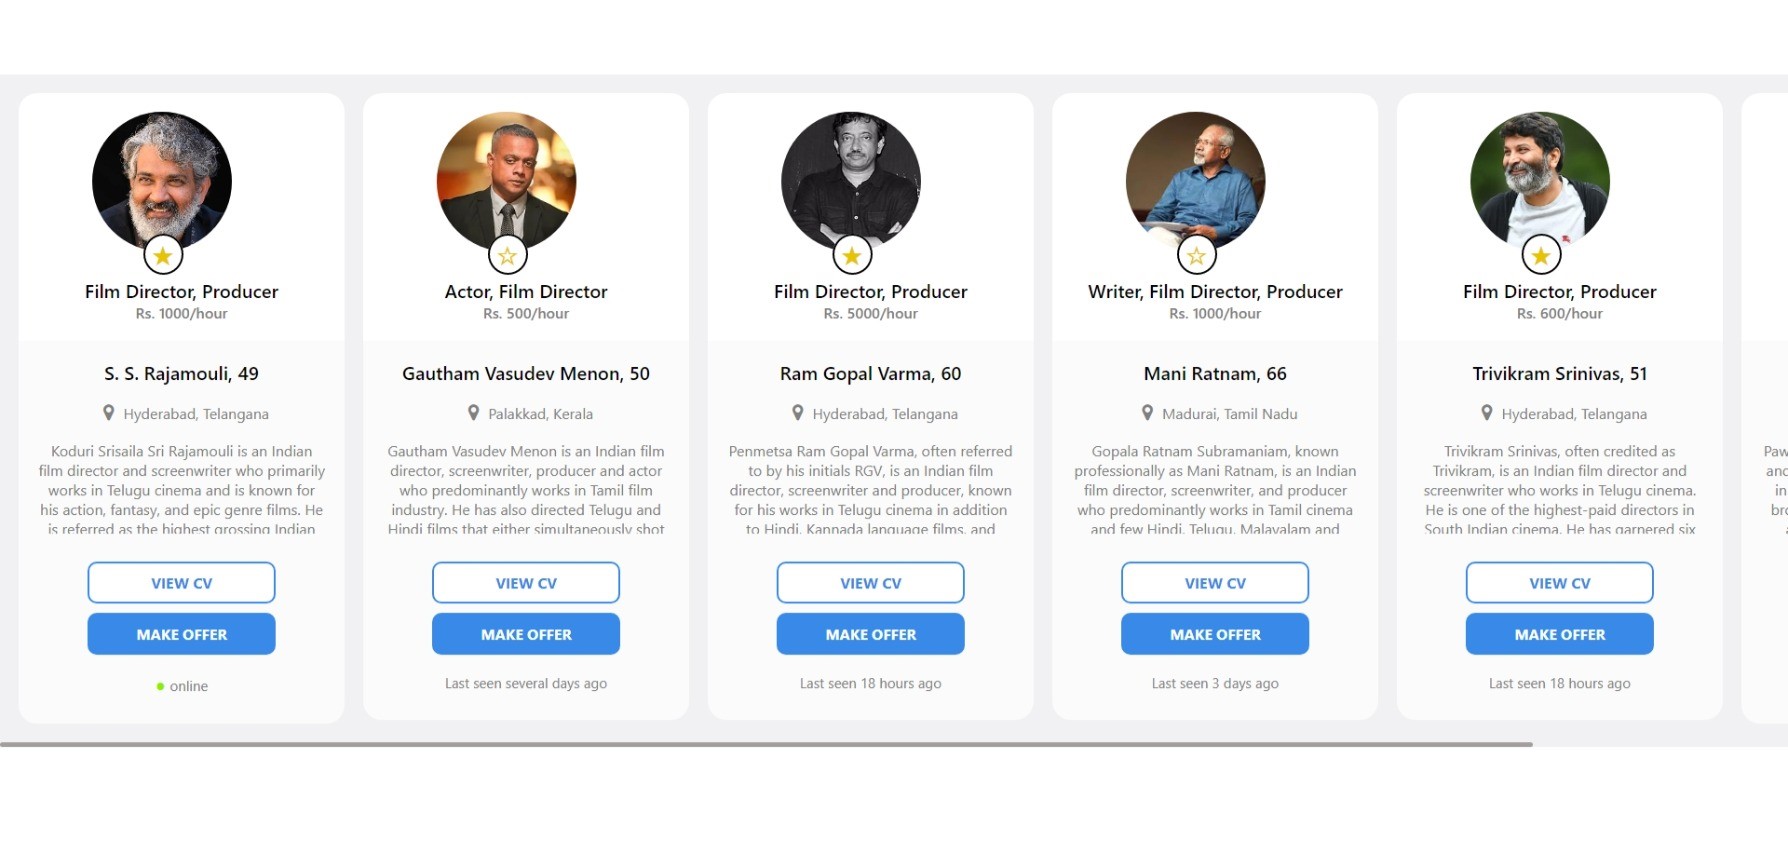 Film Director, Producer
Rs. 1000/hour
S. S. Rajamouli, 49
Hyderabad, Telangana
Koduri Srisaila Sri Rajamouli is an Indian
film director and screenwriter who primarily
works in Telugu cinema and is known for
his action, fantasy, and epic genre films. He
is referred as the highest grossing Indian
VIEW CV
MAKE OFFER
online
Actor, Film Director
Rs. 500/hour
Gautham Vasudev Menon, 50
Palakkad, Kerala
Gautham Vasudev Menon is an Indian film
director, screenwriter, producer and actor
who predominantly works in Tamil film
industry. He has also directed Telugu and
Hindi films that either simultaneously shot
VIEW CV
MAKE OFFER
Last seen several days ago
Film Director, Producer
Rs. 5000/hour
Ram Gopal Varma, 60
Hyderabad, Telangana
Penmetsa Ram Gopal Varma, often referred
to by his initials RGV, is an Indian film
director, screenwriter and producer, known
for his works in Telugu cinema in addition
to Hindi, Kannada language films, and
VIEW CV
MAKE OFFER
Last seen 18 hours ago
Writer, Film Director, Producer
Rs. 1000/hour
Mani Ratnam, 66
Madurai, Tamil Nadu
Gopala Ratnam Subramaniam, known
professionally as Mani Ratnam, is an Indian
film director, screenwriter, and producer
who predominantly works in Tamil cinema
and few Hindi, Telugu, Malayalam and
VIEW CV
MAKE OFFER
Last seen 3 days ago
Film Director, Producer
Rs. 600/hour
Trivikram Srinivas, 51
Hyderabad, Telangana
Trivikram Srinivas, often credited as
Trivikram, is an Indian film director and
screenwriter who works in Telugu cinema.
He is one of the highest-paid directors in
South Indian cinema. He has garnered six
VIEW CV
MAKE OFFER
Last seen 18 hours ago